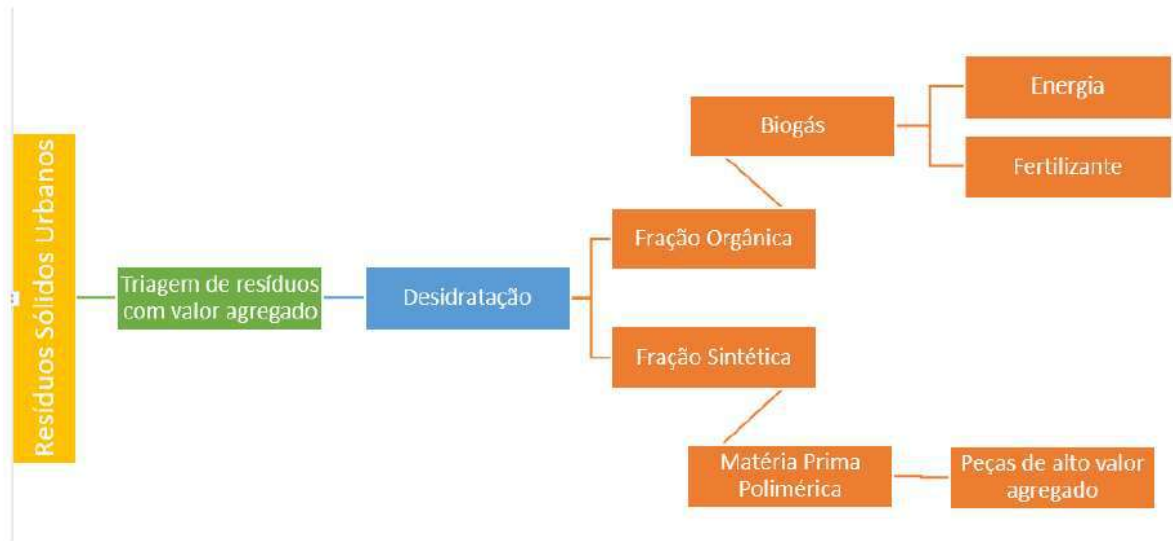 Resíduos Sólidos Urbanos
Triagem de resíduos
com valor agregado
Desidratação
Fração Orgânica
Biogás
Energia
Fertilizante
Fração Sintética
Matéria Prima
Polimérica
Peças de alto valor
agregado